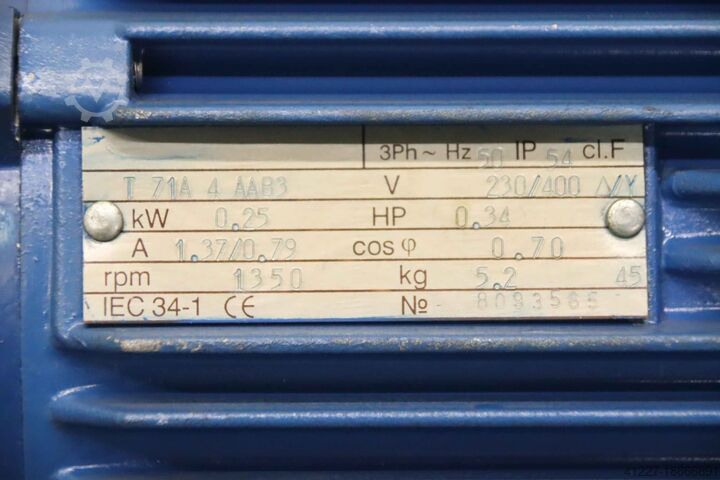 3Ph~ Hz 50 IP 54 cl.F
T 71A 4 AAB3 V 230/400 Δ/Y
kW 0.25 HP 0.34
A 1.37/0.79 cos φ 0.70
rpm 1350 kg 5.2 45
IEC 34-1 CE № 8093565